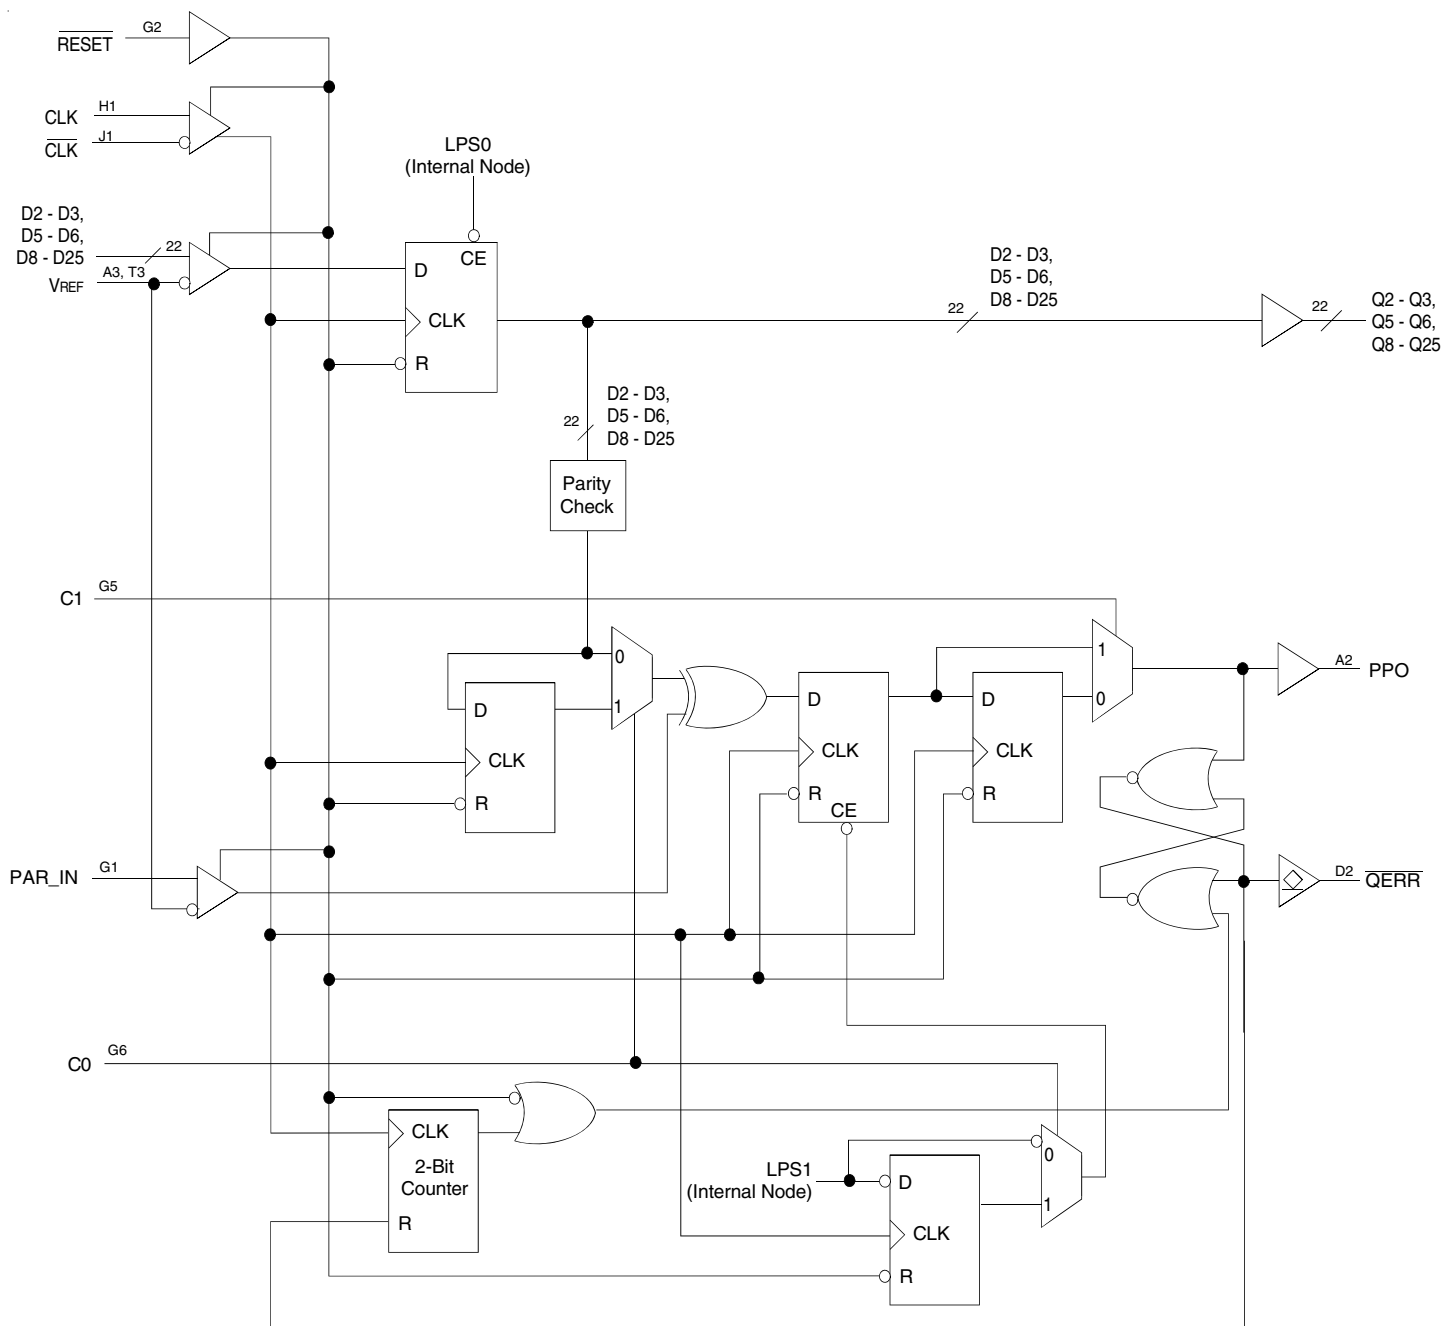 RESET
G2
CLK
H1
CLK
J1
LPS0
(Internal Node)
D2 - D3,
D5 - D6,
D8 - D25
22
VREF
A3, T3
CE
D
CLK
R
D2 - D3,
D5 - D6,
D8 - D25
22
22
Q2 - Q3,
Q5 - Q6,
Q8 - Q25
22
D2 - D3,
D5 - D6,
D8 - D25
Parity
Check
C1
G5
0
1
D
CLK
R
D
CLK
R
CE
D
CLK
R
1
0
A2
PPO
PAR_IN
G1
D2
QERR
C0
G6
CLK
2-Bit
Counter
R
LPS1
(Internal Node)
D
CLK
R
0
1